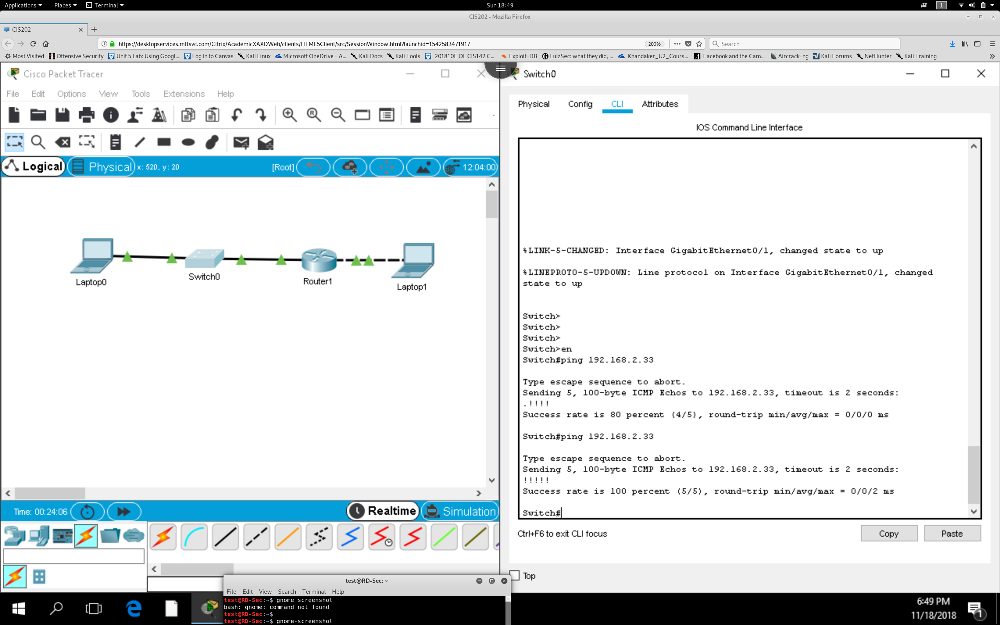 Applications Places Terminal Sun 18:49 1
CIS202 - Mozilla Firefox
CIS202
https://desktopservices.mttsvc.com/Citrix/AcademicXAXDWeb/clients/HTML5Client/src/SessionWindow.html?launchid=1542583471917 200% Search
Most Visited Offensive Security Unit 5 Lab: Using Googl... Log In to Canvas Kali Linux Microsoft OneDrive - A... Kali Docs Kali Tools 201810E OL CIS142 C... Exploit-DB LulzSec: what they did, ... Khandaker_U2_Cours... Facebook and the Cam... Aircrack-ng Kali Forums NetHunter Kali Training
Cisco Packet Tracer
File Edit Options View Tools Extensions Help
Logical Physical x: 520, y: 20 [Root] 12:04:00
Laptop0
Switch0
Router1
Laptop1
Time: 00:24:06 Realtime Simulation
Switch0
Physical Config CLI Attributes
IOS Command Line Interface
%LINK-5-CHANGED: Interface GigabitEthernet0/1, changed state to up
%LINEPROTO-5-UPDOWN: Line protocol on Interface GigabitEthernet0/1, changed
state to up
Switch>
Switch>
Switch>
Switch>en
Switch#ping 192.168.2.33
Type escape sequence to abort.
Sending 5, 100-byte ICMP Echos to 192.168.2.33, timeout is 2 seconds:
.!!!!
Success rate is 80 percent (4/5), round-trip min/avg/max = 0/0/0 ms
Switch#ping 192.168.2.33
Type escape sequence to abort.
Sending 5, 100-byte ICMP Echos to 192.168.2.33, timeout is 2 seconds:
!!!!!
Success rate is 100 percent (5/5), round-trip min/avg/max = 0/0/2 ms
Switch#
Ctrl+F6 to exit CLI focus Copy Paste
Top
test@RD-Sec: ~
File Edit View Search Terminal Help
test@RD-Sec:~$ gnome screenshot
bash: gnome: command not found
test@RD-Sec:~$
test@RD-Sec:~$ gnome-screenshot
6:49 PM
11/18/2018
1